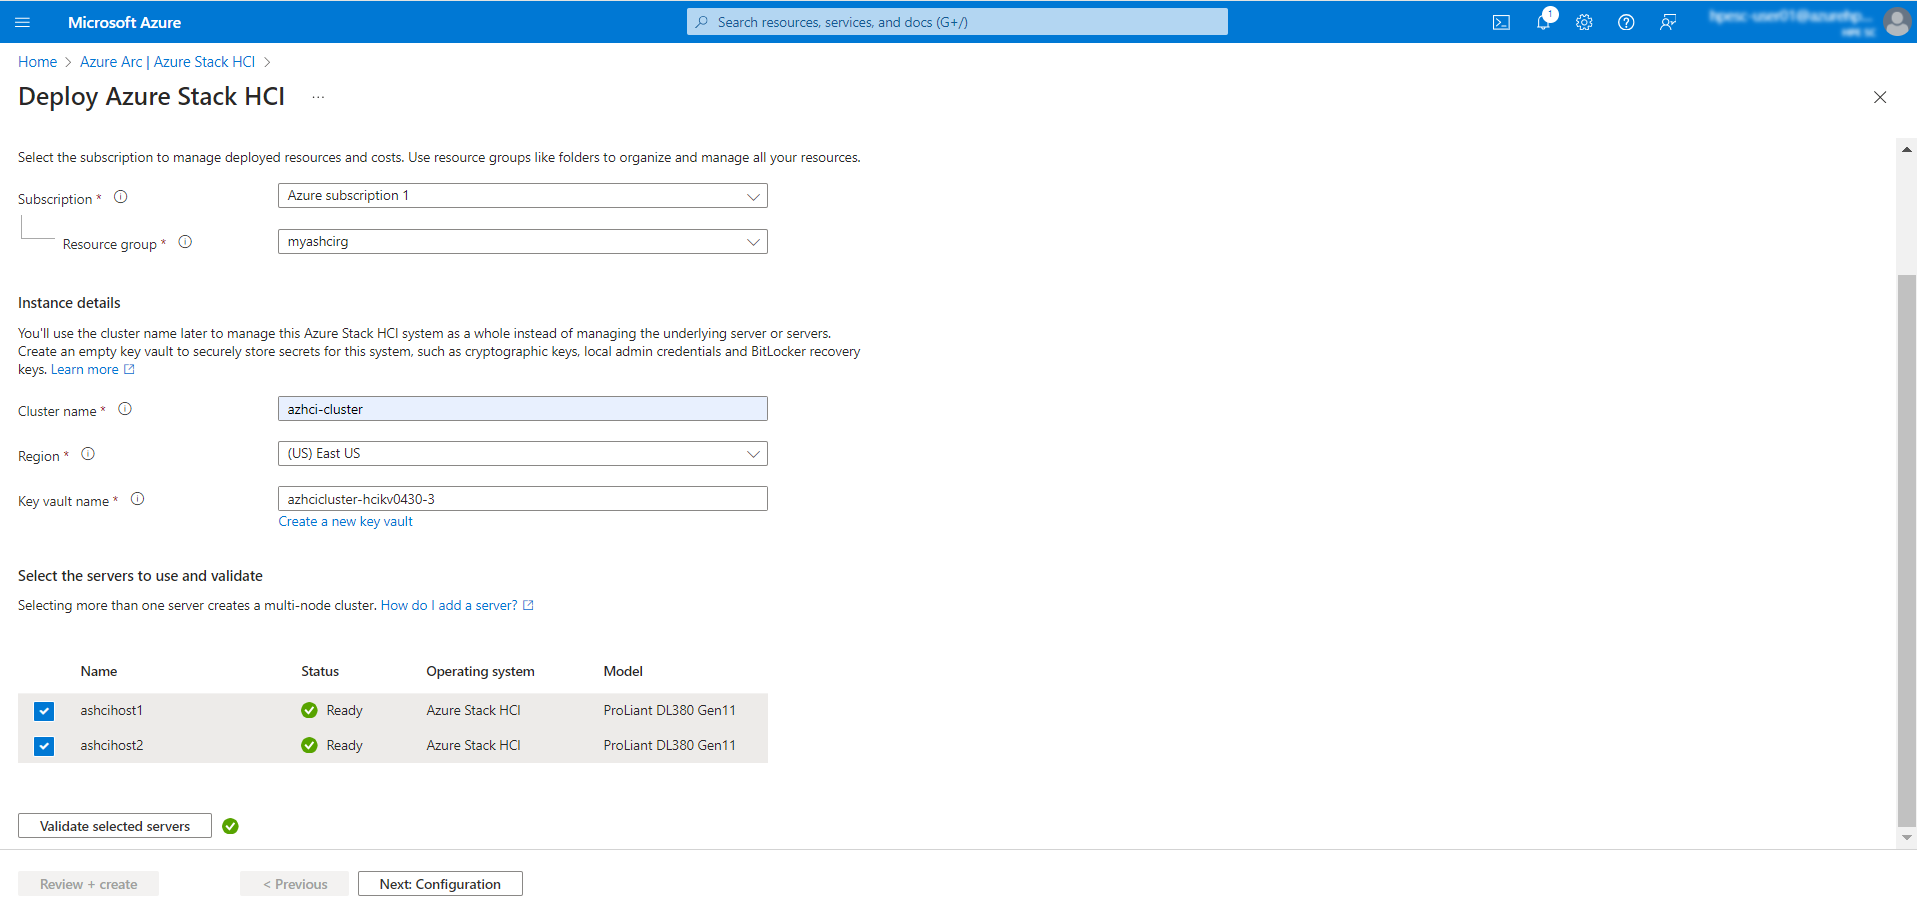 Microsoft Azure
Search resources, services, and docs (G+/)
1
Home > Azure Arc | Azure Stack HCI >
Deploy Azure Stack HCI ...
Select the subscription to manage deployed resources and costs. Use resource groups like folders to organize and manage all your resources.
Subscription *
Azure subscription 1
Resource group *
myashcirg
Instance details
You'll use the cluster name later to manage this Azure Stack HCI system as a whole instead of managing the underlying server or servers.
Create an empty key vault to securely store secrets for this system, such as cryptographic keys, local admin credentials and BitLocker recovery
keys. Learn more
Cluster name *
azhci-cluster
Region *
(US) East US
Key vault name *
azhcicluster-hcikv0430-3
Create a new key vault
Select the servers to use and validate
Selecting more than one server creates a multi-node cluster. How do I add a server?
Name Status Operating system Model
ashcihost1 Ready Azure Stack HCI ProLiant DL380 Gen11
ashcihost2 Ready Azure Stack HCI ProLiant DL380 Gen11
Validate selected servers
Review + create < Previous Next: Configuration